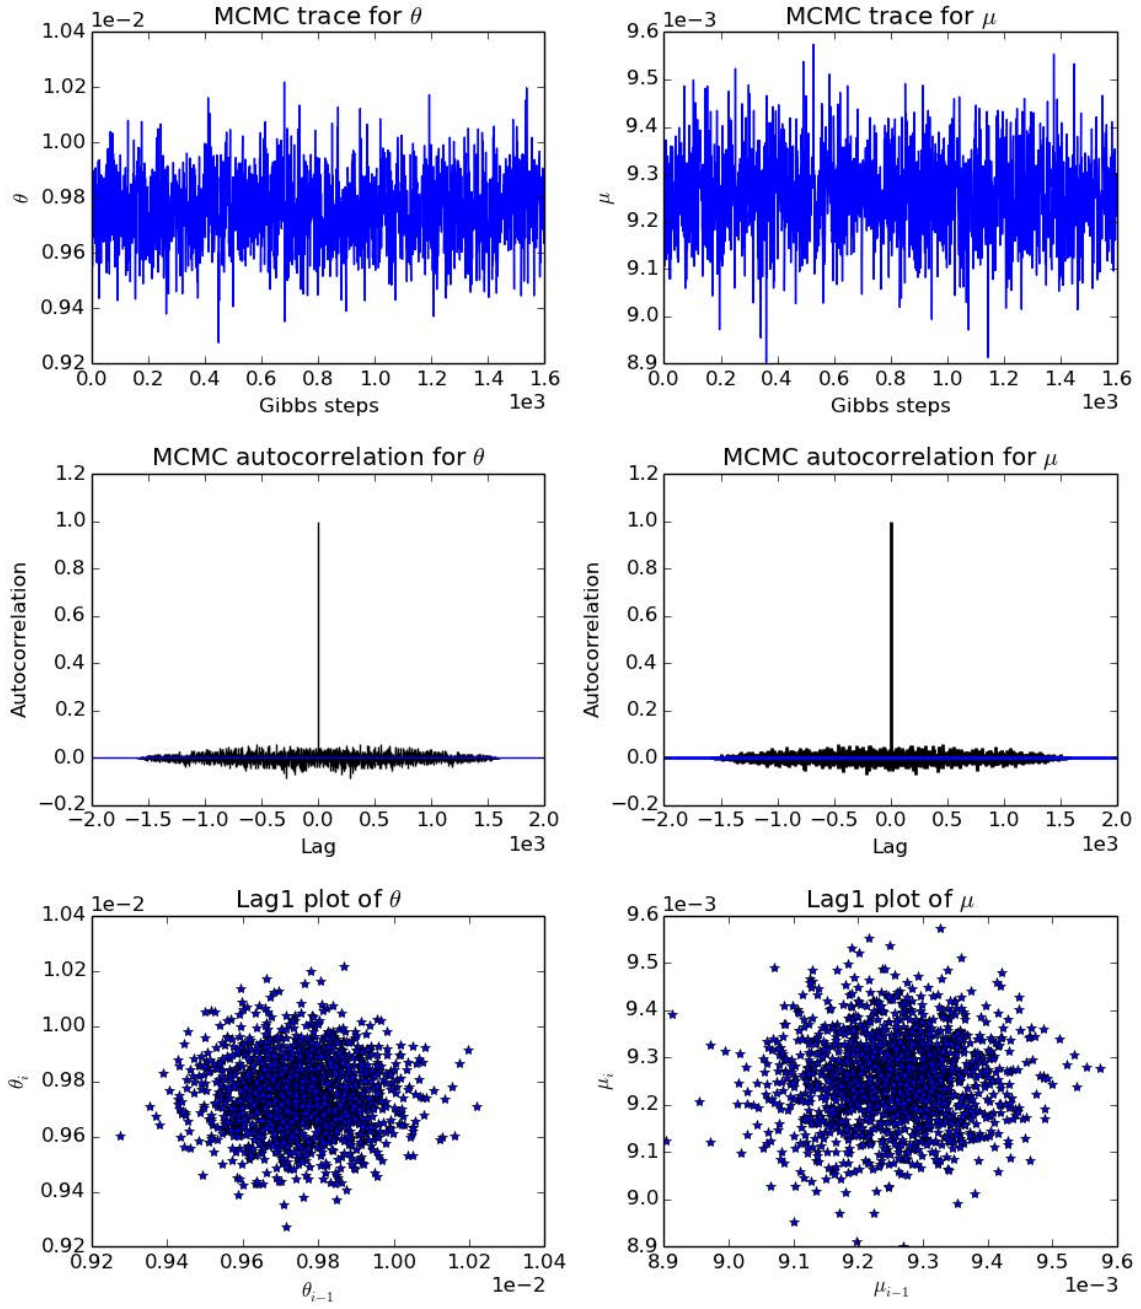 MCMC trace for θ
1e−2
1.04
1.02
1.00
0.98
0.96
0.94
0.92
θ
0.0 0.2 0.4 0.6 0.8 1.0 1.2 1.4 1.6
Gibbs steps
1e3
MCMC trace for μ
1e−3
9.6
9.5
9.4
9.3
9.2
9.1
9.0
8.9
μ
0.0 0.2 0.4 0.6 0.8 1.0 1.2 1.4 1.6
Gibbs steps
1e3
MCMC autocorrelation for θ
1.2
1.0
0.8
0.6
0.4
0.2
0.0
−0.2
Autocorrelation
−2.0 −1.5 −1.0 −0.5 0.0 0.5 1.0 1.5 2.0
Lag
1e3
MCMC autocorrelation for μ
1.2
1.0
0.8
0.6
0.4
0.2
0.0
−0.2
Autocorrelation
−2.0 −1.5 −1.0 −0.5 0.0 0.5 1.0 1.5 2.0
Lag
1e3
Lag1 plot of θ
1e−2
1.04
1.02
1.00
0.98
0.96
0.94
0.92
θi
0.92 0.94 0.96 0.98 1.00 1.02 1.04
θi−1
1e−2
Lag1 plot of μ
1e−3
9.6
9.5
9.4
9.3
9.2
9.1
9.0
8.9
μi
8.9 9.0 9.1 9.2 9.3 9.4 9.5 9.6
μi−1
1e−3